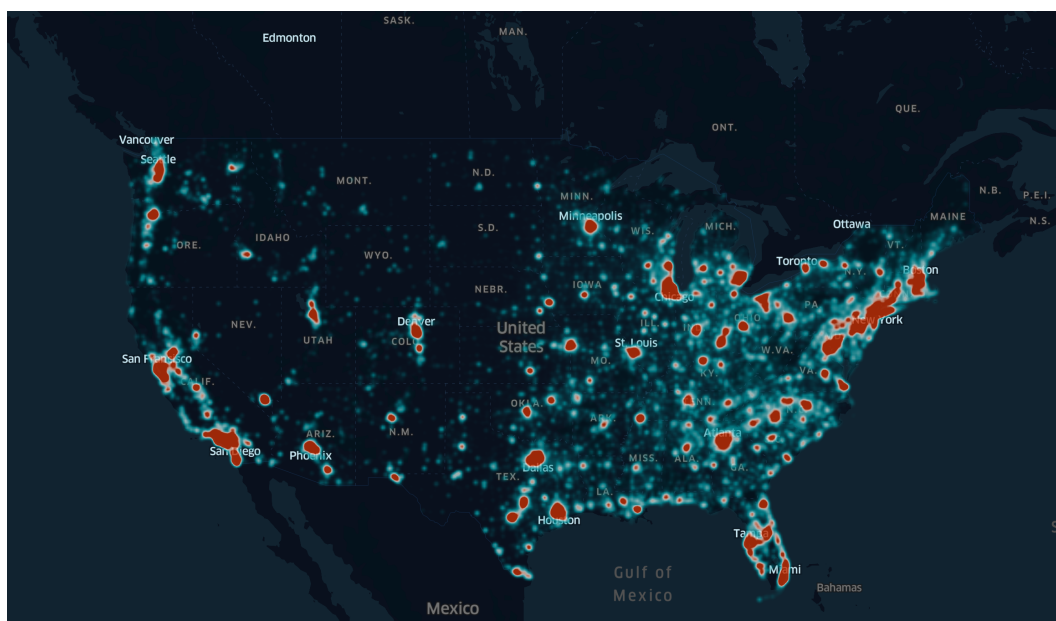 SASK.
MAN.
Edmonton
QUE.
ONT.
Vancouver
Seattle
MONT.
N.D.
N.B.
P.E.I.
MINN.
Minneapolis
MAINE
N.S.
S.D.
WIS.
MICH.
Ottawa
ORE.
IDAHO
VT.
WYO.
Toronto
N.Y.
Boston
NEBR.
IOWA
Chicago
PA.
NEV.
Denver
ILL.
OHIO
New York
UTAH
COLO.
United
States
St. Louis
W.VA.
San Francisco
MO.
KY.
VA.
CALIF.
OKLA.
ARK.
TENN.
ARIZ.
N.M.
Atlanta
San Diego
Phoenix
Dallas
MISS.
ALA.
GA.
TEX.
LA.
Houston
Tampa
Gulf of
Mexico
Miami
Bahamas
Mexico